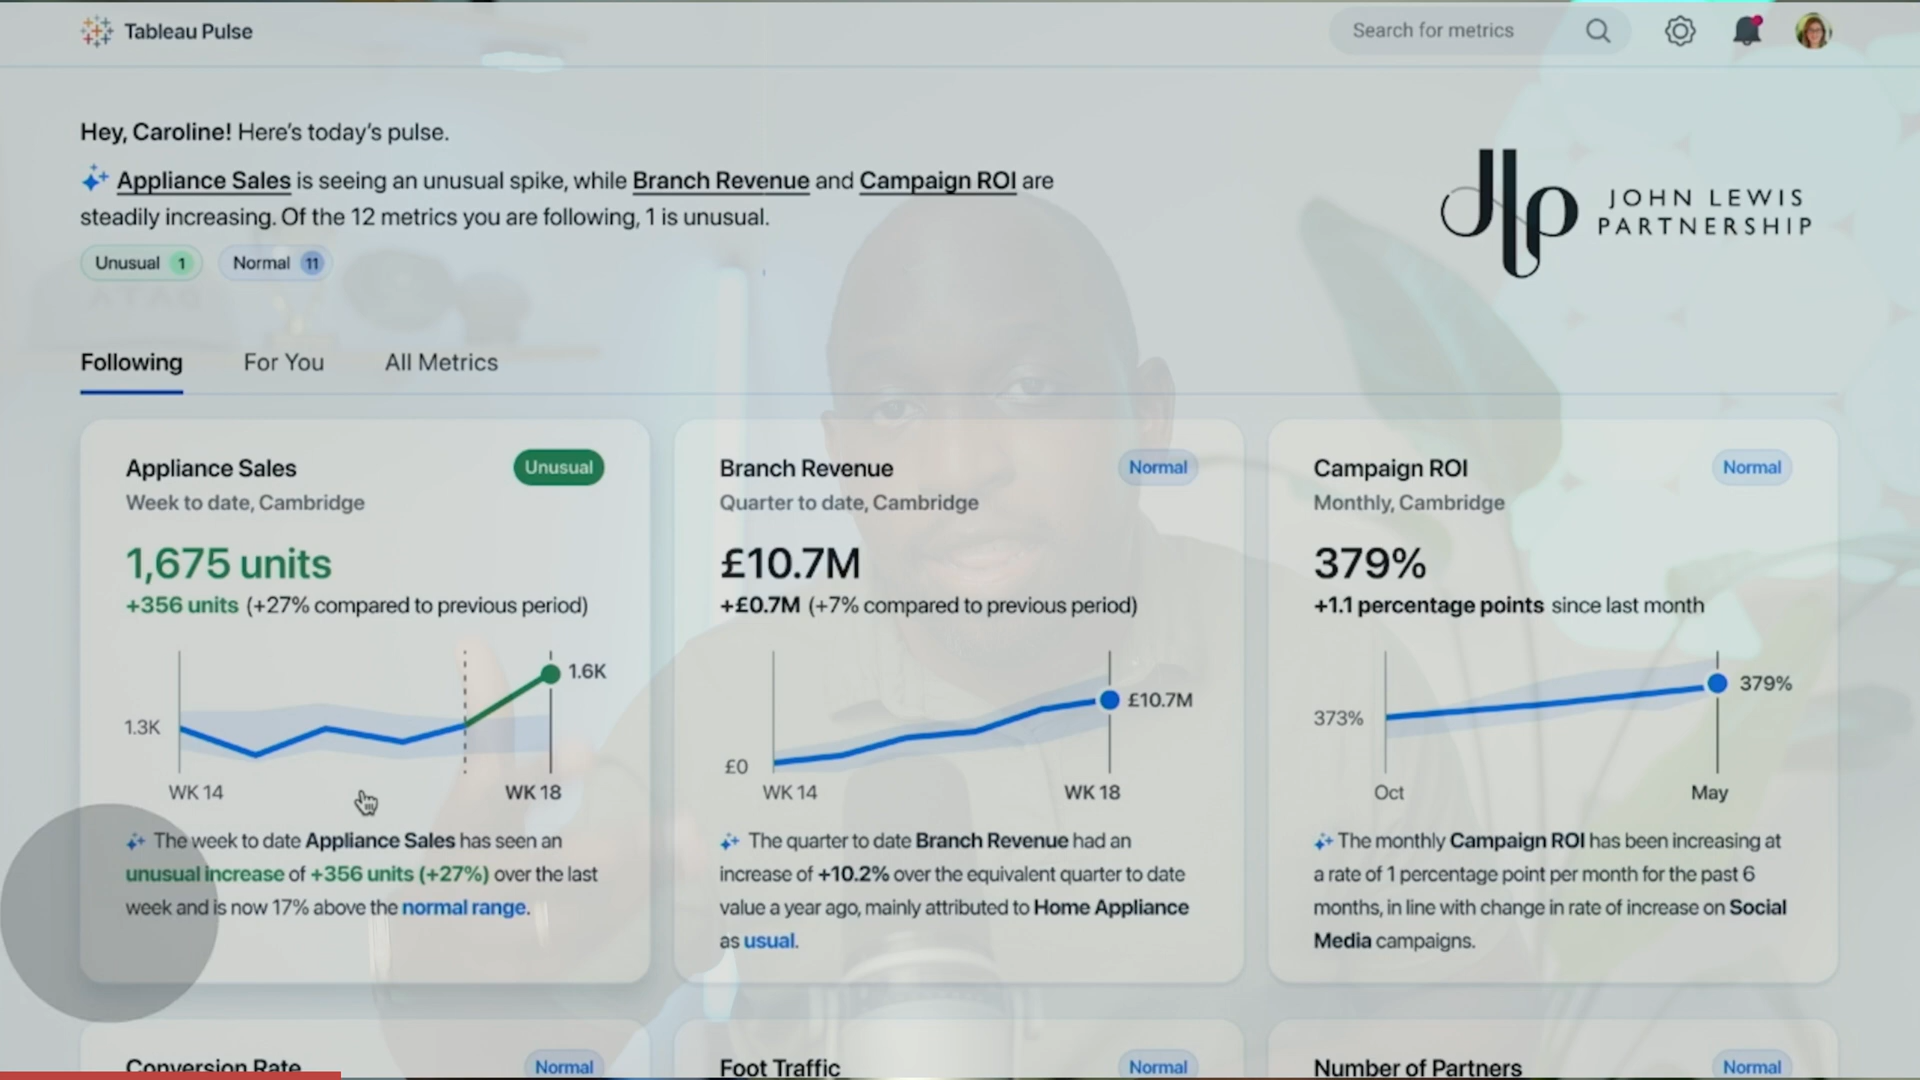 Tableau Pulse
Search for metrics
Hey, Caroline! Here's today's pulse.
Appliance Sales is seeing an unusual spike, while Branch Revenue and Campaign ROI are
steadily increasing. Of the 12 metrics you are following, 1 is unusual.
Unusual 1
Normal 11
JOHN LEWIS
PARTNERSHIP
DATA
Following
For You
All Metrics
Appliance Sales
Unusual
Week to date, Cambridge
1,675 units
+356 units (+27% compared to previous period)
1.6K
1.3K
WK 14
WK 18
The week to date Appliance Sales has seen an
unusual increase of +356 units (+27%) over the last
week and is now 17% above the normal range.
Branch Revenue
Normal
Quarter to date, Cambridge
£10.7M
+£0.7M (+7% compared to previous period)
£10.7M
£0
WK 14
WK 18
The quarter to date Branch Revenue had an
increase of +10.2% over the equivalent quarter to date
value a year ago, mainly attributed to Home Appliance
as usual.
Campaign ROI
Normal
Monthly, Cambridge
379%
+1.1 percentage points since last month
379%
373%
Oct
May
The monthly Campaign ROI has been increasing at
a rate of 1 percentage point per month for the past 6
months, in line with change in rate of increase on Social
Media campaigns.
Conversion Rate
Normal
Foot Traffic
Normal
Number of Partners
Normal